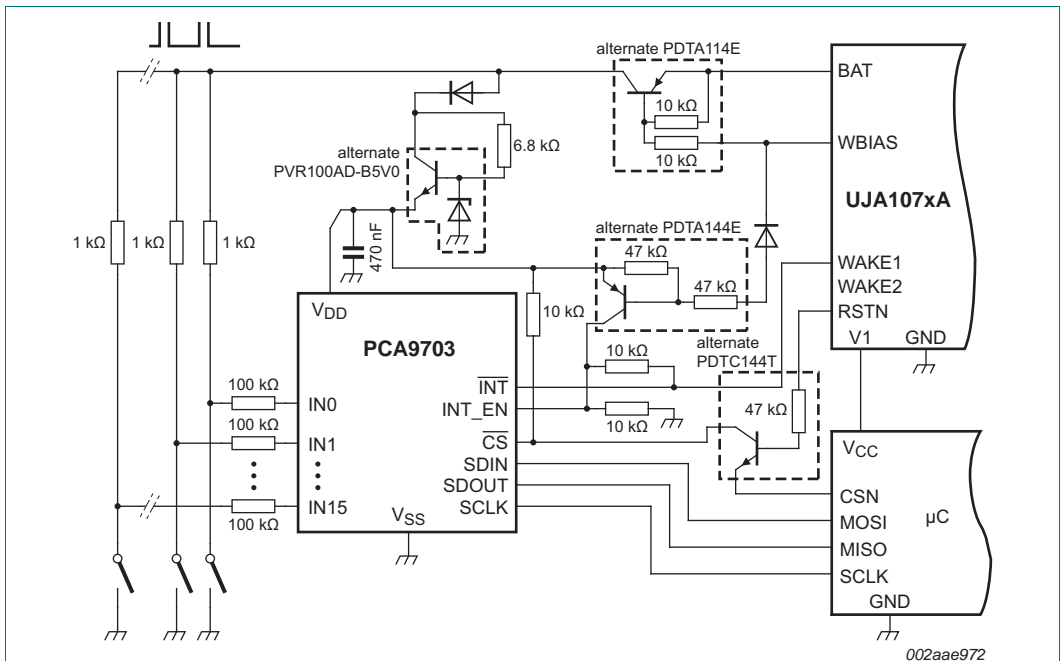 alternate PDTA114E
BAT
10 kΩ
10 kΩ
WBIAS
6.8 kΩ
alternate
PVR100AD-B5V0
UJA107xA
1 kΩ
1 kΩ
1 kΩ
470 nF
alternate PDTA144E
47 kΩ
47 kΩ
WAKE1
WAKE2
RSTN
V1
GND
VDD
PCA9703
10 kΩ
alternate
PDTC144T
10 kΩ
INT
INT_EN
10 kΩ
47 kΩ
CS
SDIN
SDOUT
SCLK
100 kΩ
IN0
100 kΩ
IN1
IN15
100 kΩ
VSS
VCC
CSN
MOSI
MISO
SCLK
µC
GND
002aae972